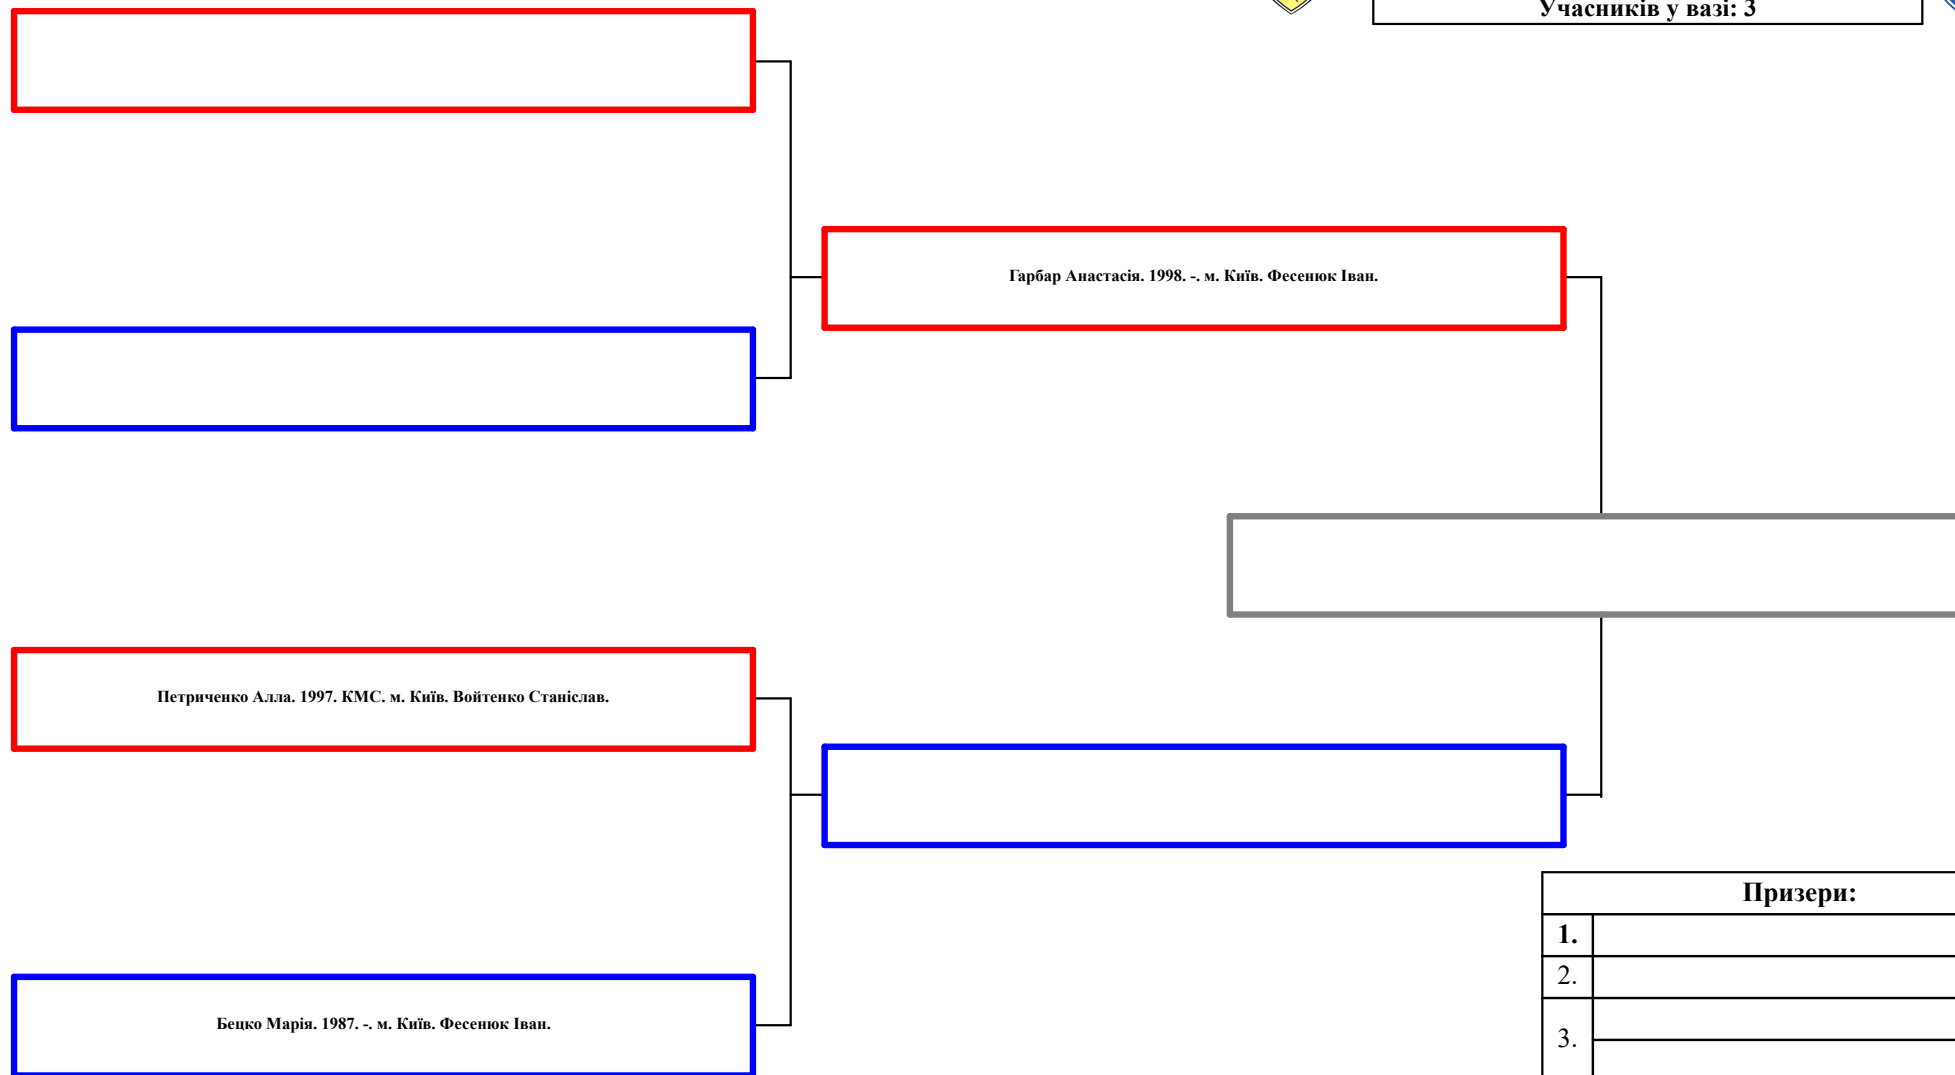 Учасників у вазі: 3
Гарбар Анастасія. 1998. -. м. Київ. Фесенюк Іван.
Петриченко Алла. 1997. КМС. м. Київ. Войтенко Станіслав.
Бецко Марія. 1987. -. м. Київ. Фесенюк Іван.
Призери:
1.
2.
3.